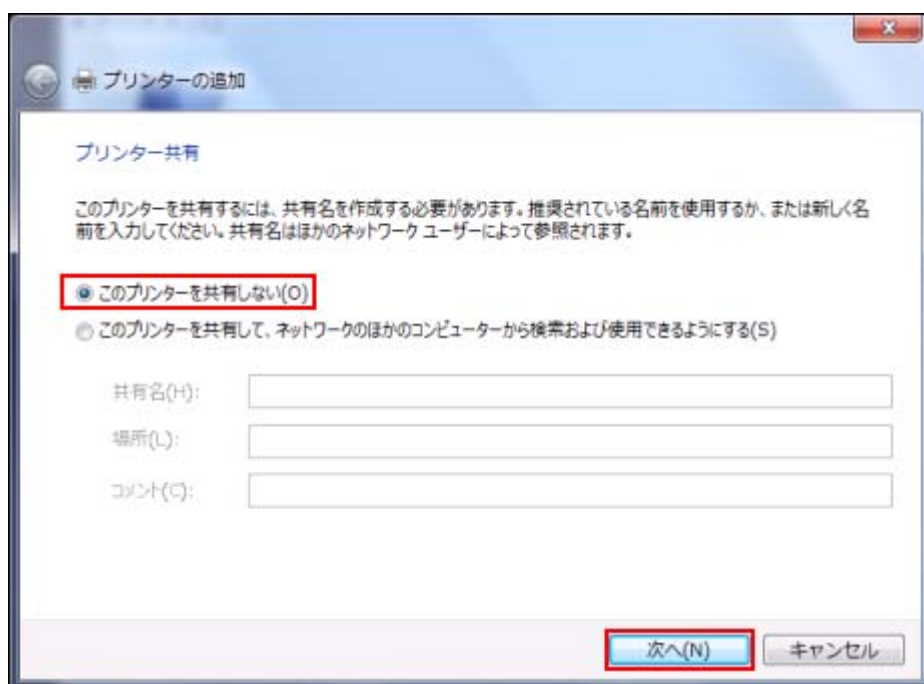 プリンターの追加
プリンター共有
このプリンターを共有するには、共有名を作成する必要があります。推奨されている名前を使用するか、または新しく名
前を入力してください。共有名はほかのネットワーク ユーザーによって参照されます。
このプリンターを共有しない(O)
このプリンターを共有して、ネットワークのほかのコンピューターから検索および使用できるようにする(S)
共有名(H):
場所(L):
コメント(C):
次へ(N) キャンセル